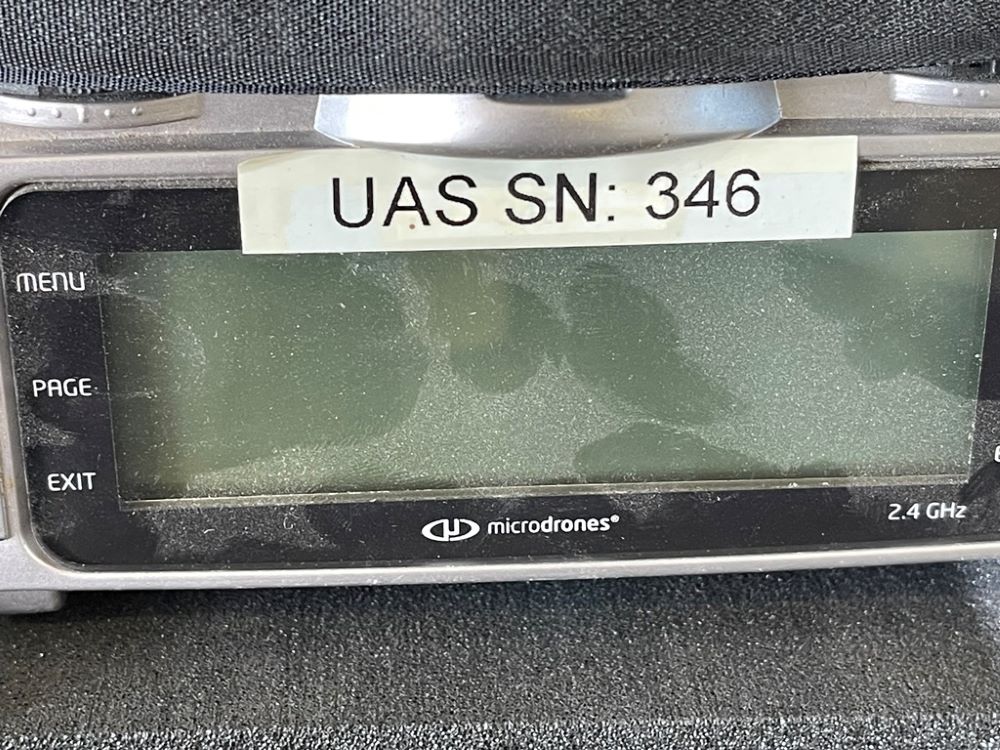 UAS SN: 346
MENU
PAGE
EXIT
microdrones®
2.4 GHz